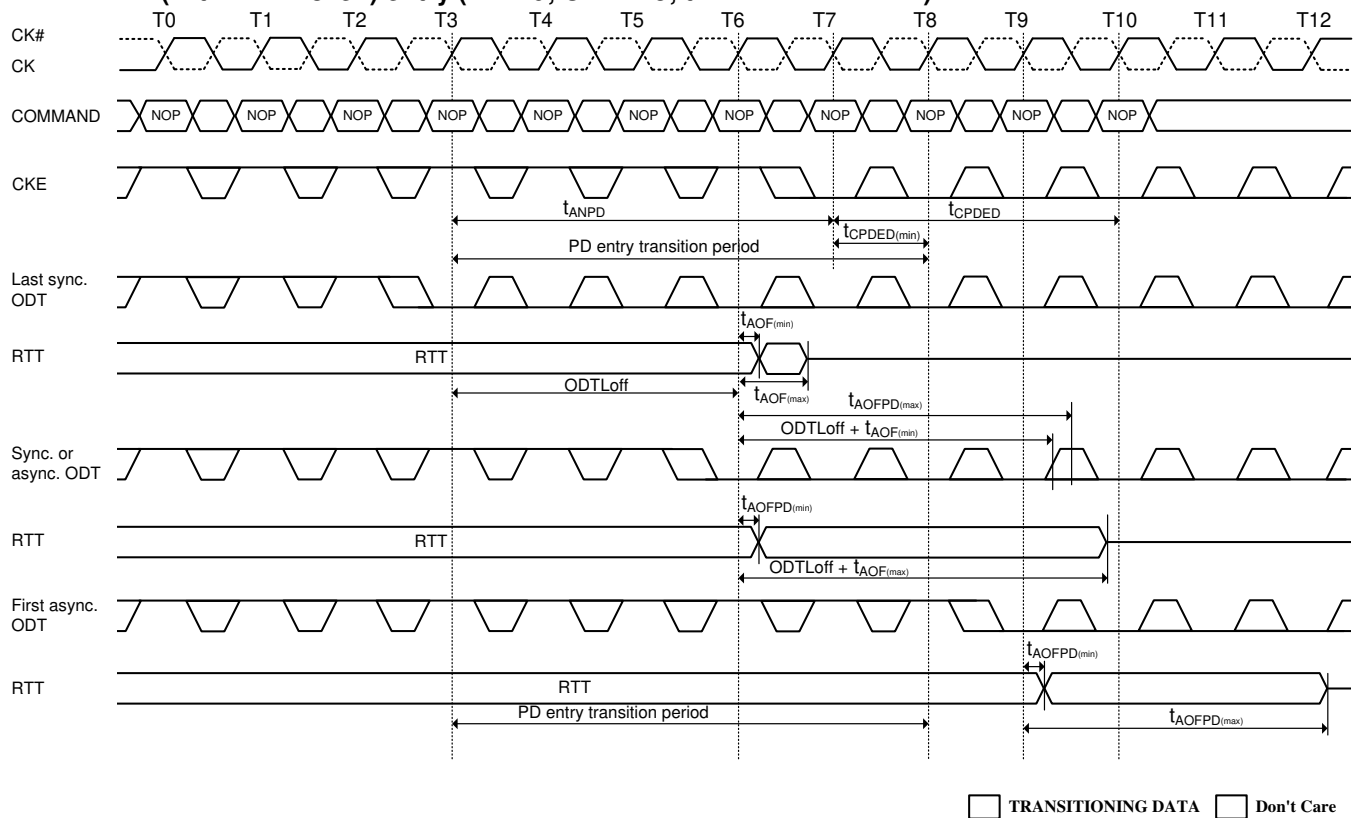 T0 T1 T2 T3 T4 T5 T6 T7 T8 T9 T10 T11 T12
CK#
CK
COMMAND NOP NOP NOP NOP NOP NOP NOP NOP NOP NOP NOP
CKE
tANPD tCPDED
tCPDED(min)
PD entry transition period
Last sync.
ODT
tAOF(min)
RTT RTT
ODTLoff tAOF(max)
tAOFPD(max)
ODTLoff + tAOF(min)
Sync. or
async. ODT
tAOFPD(min)
RTT RTT
ODTLoff + tAOF(max)
First async.
ODT
tAOFPD(min)
RTT RTT
PD entry transition period tAOFPD(max)
TRANSITIONING DATA Don't Care